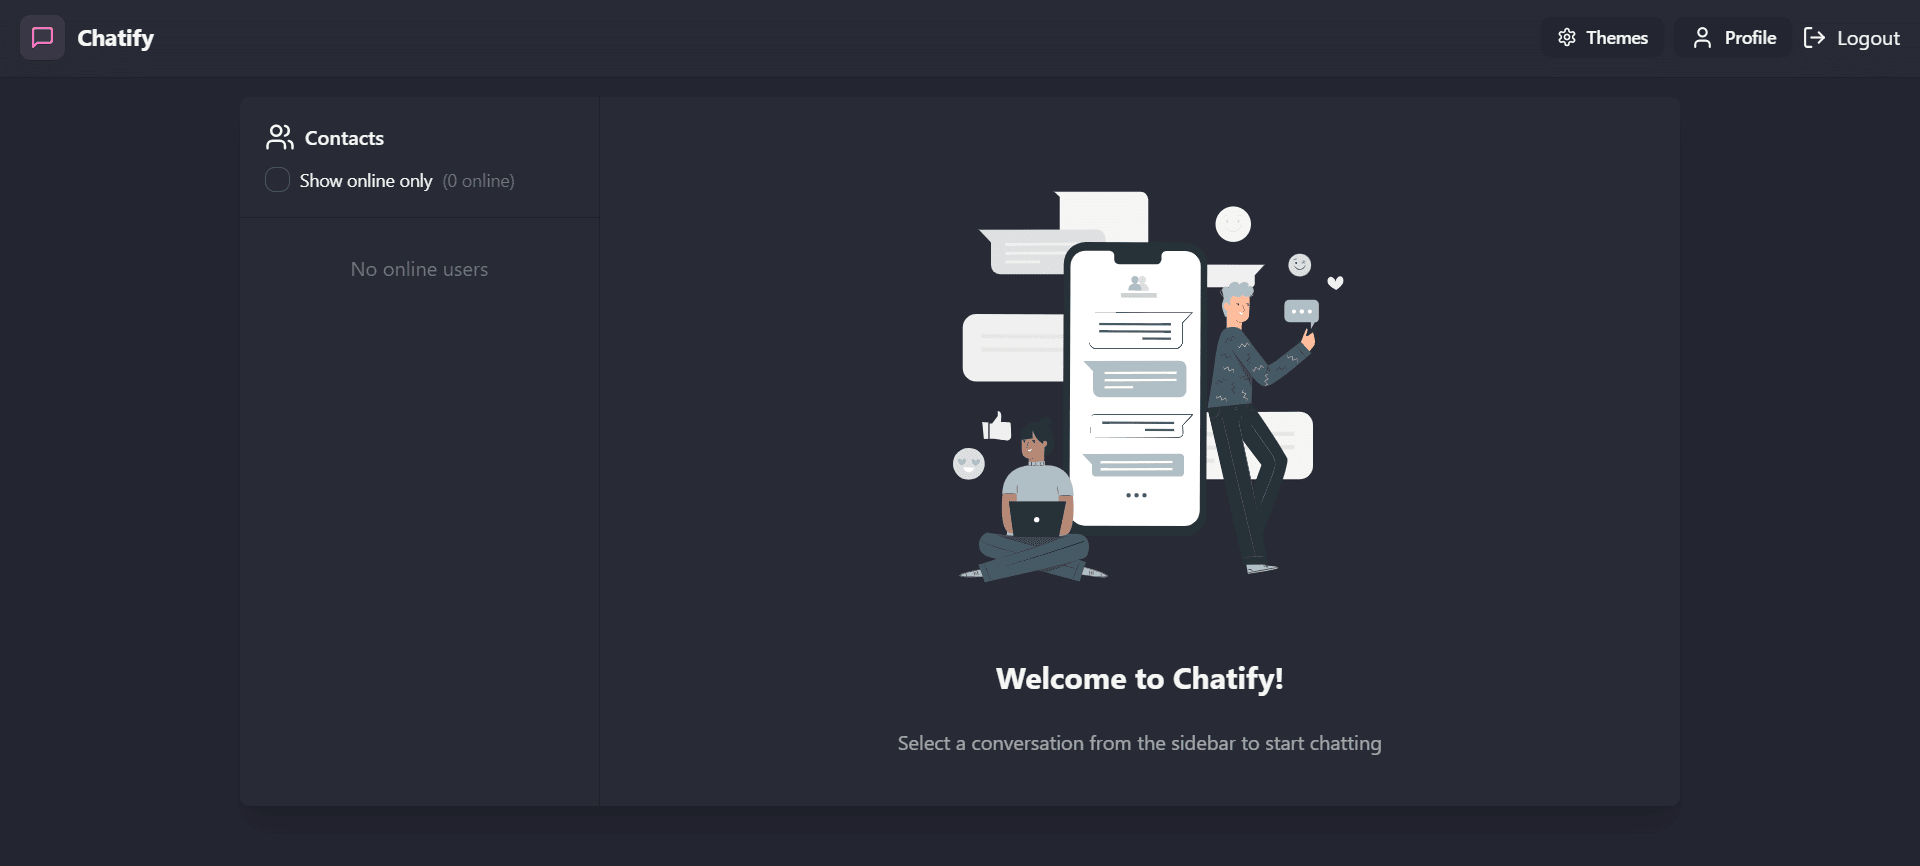 Chatify
Themes
Profile
Logout
Contacts
Show online only (0 online)
No online users
Welcome to Chatify!
Select a conversation from the sidebar to start chatting